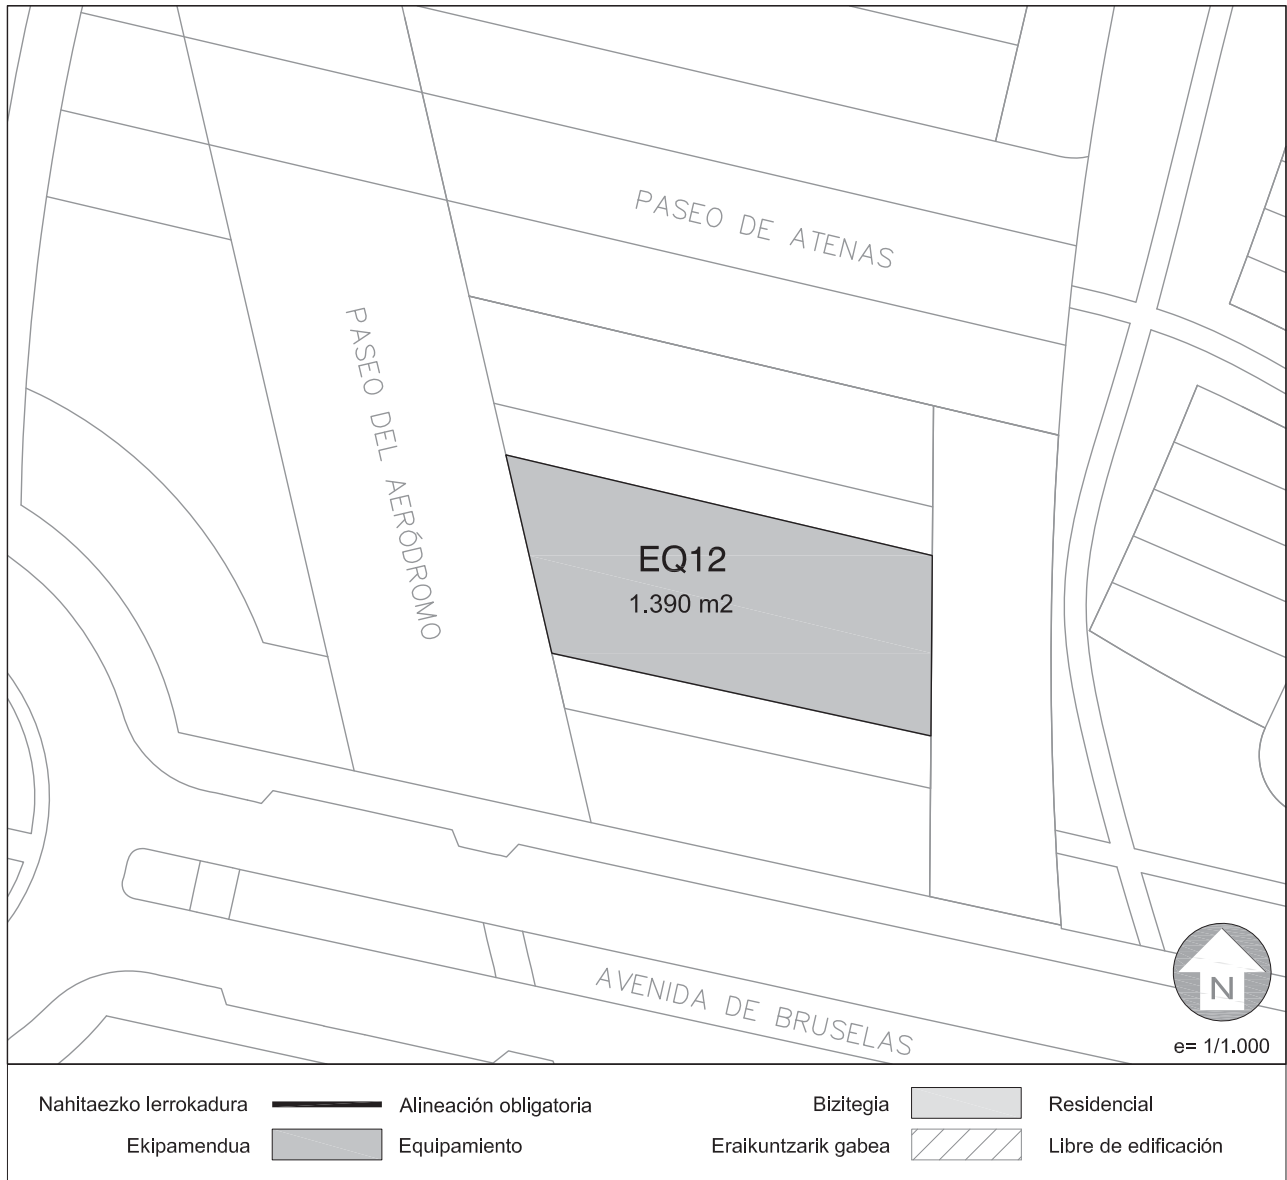 PASEO DE ATENAS
PASEO DEL AERÓDROMO
EQ12
1.390 m2
AVENIDA DE BRUSELAS
N
e= 1/1.000
Nahitaezko lerrokadura Alineación obligatoria Bizitegia Residencial
Ekipamendua Equipamiento Eraikuntzarik gabea Libre de edificación